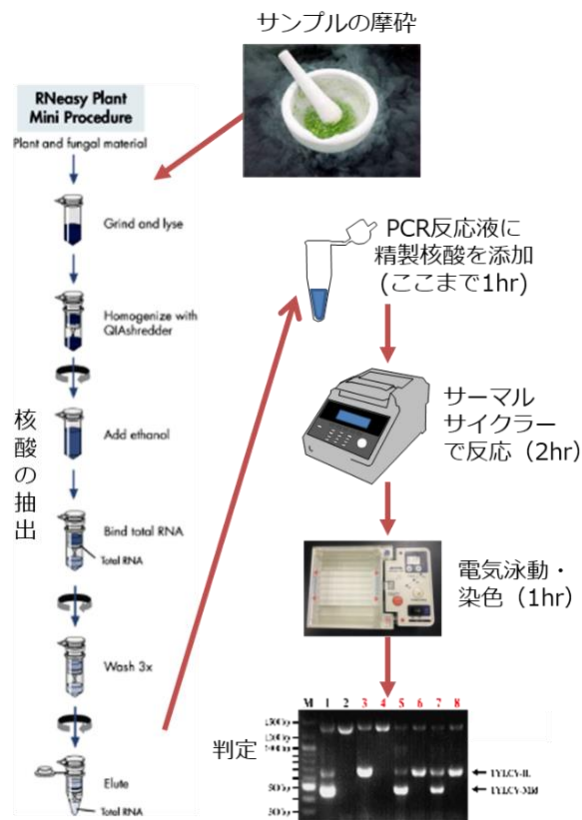 サンプルの摩砕
RNeasy Plant
Mini Procedure
Plant and fungal material
Grind and lyse
Homogenize with
QIAshredder
Add ethanol
Bind total RNA
Total RNA
Wash 3x
Elute
Total RNA
核酸の抽出
PCR反応液に
精製核酸を添加
(ここまで1hr)
サーマル
サイクラー
で反応（2hr）
電気泳動・
染色（1hr）
判定
M 1 2 3 4 5 6 7 8
TYLCV-IL
TYLCV-Mld